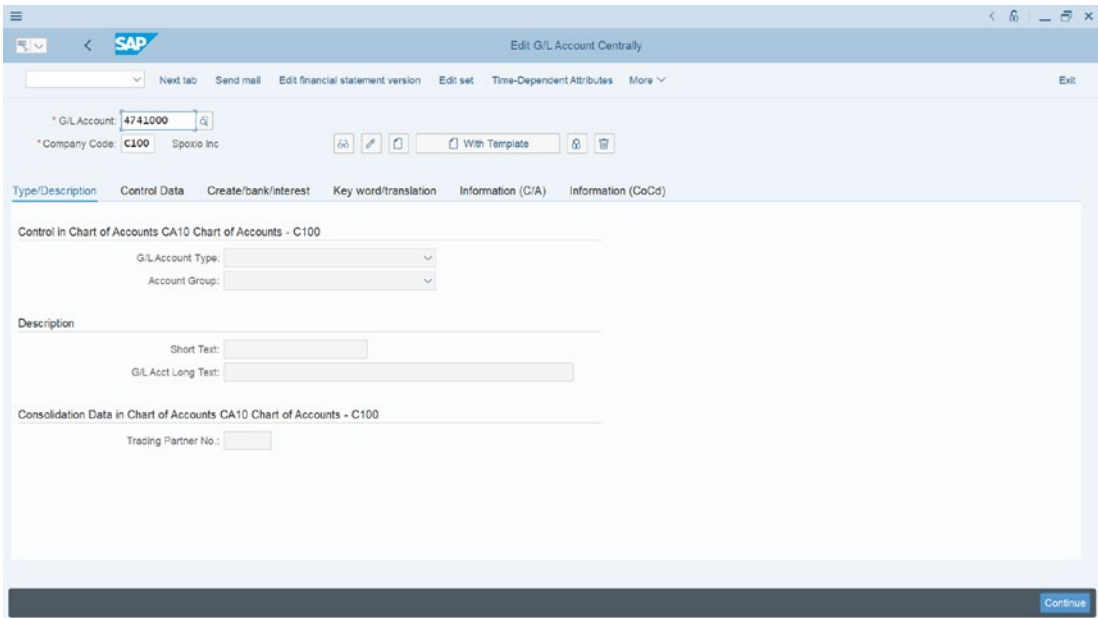 SAP
Edit G/L Account Centrally
Next tab Send mail Edit financial statement version Edit set Time-Dependent Attributes More Exit
* G/L Account: 4741000
* Company Code: C100 Spoxio Inc
With Template
Type/Description Control Data Create/bank/interest Key word/translation Information (C/A) Information (CoCd)
Control in Chart of Accounts CA10 Chart of Accounts - C100
G/L Account Type:
Account Group:
Description
Short Text:
G/L Acct Long Text:
Consolidation Data in Chart of Accounts CA10 Chart of Accounts - C100
Trading Partner No.:
Continue